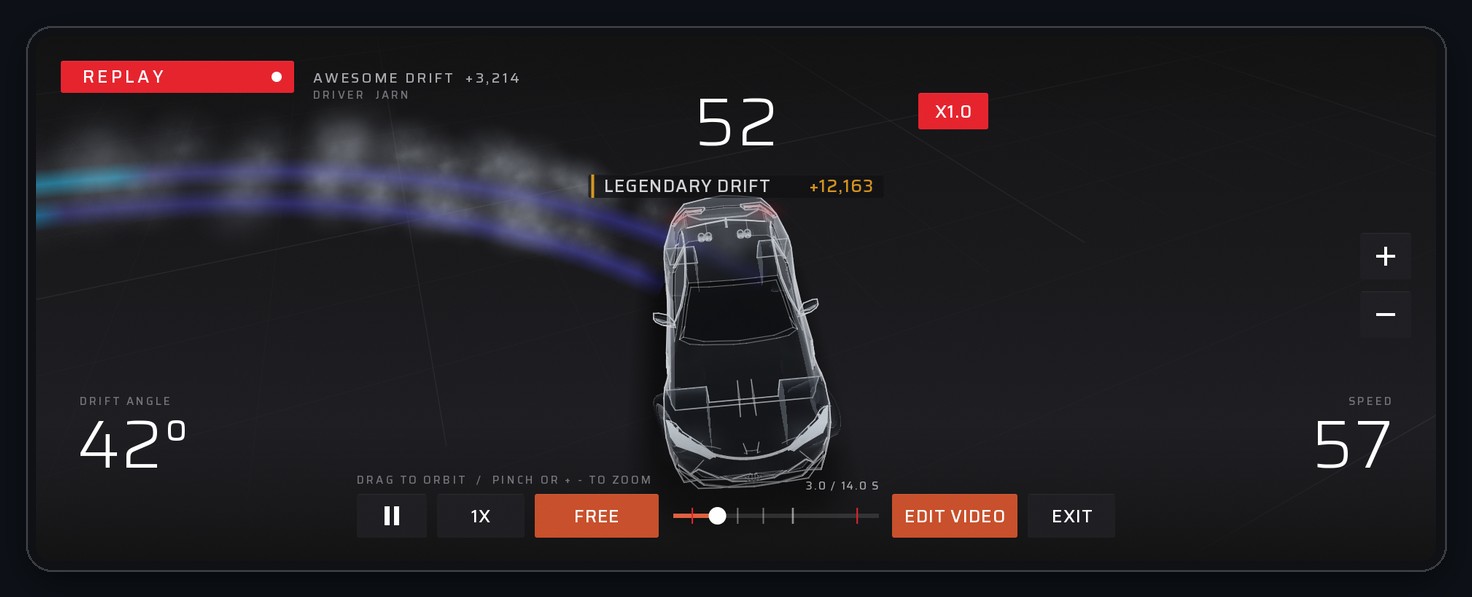 REPLAY
AWESOME DRIFT +3,214
DRIVER JARN
52
X1.0
LEGENDARY DRIFT +12,163
+
−
DRIFT ANGLE
42°
SPEED
57
DRAG TO ORBIT / PINCH OR + - TO ZOOM
3.0 / 14.0 S
1X
FREE
EDIT VIDEO
EXIT